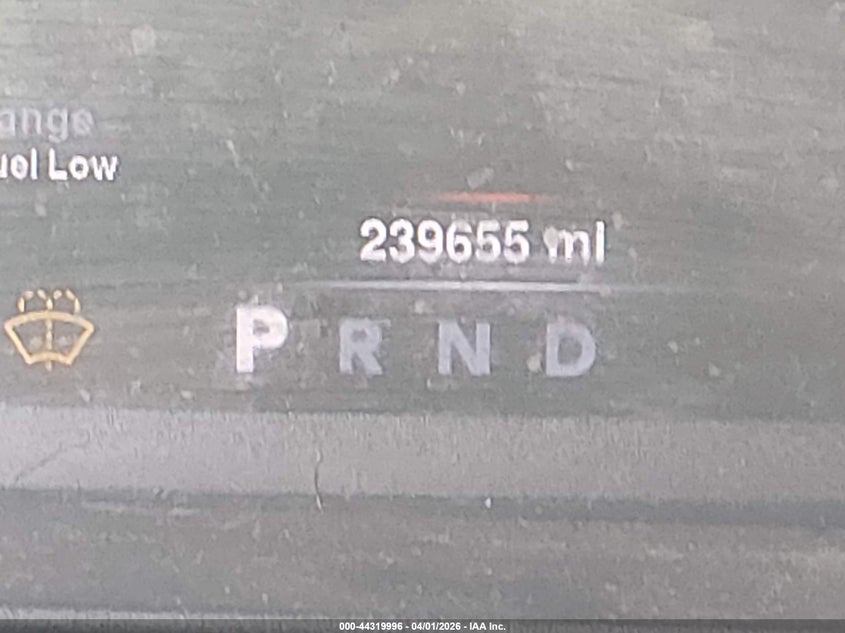 ange
uel Low
239655 mi
P R N D
000-44319996 - 04/01/2026 - IAA Inc.